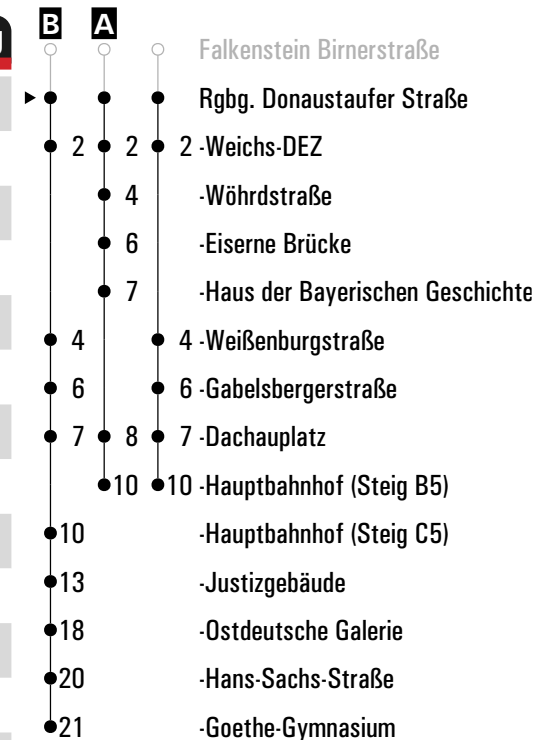 B A
Falkenstein Birnerstraße
Rgbg. Donaustaufer Straße
2 2 2 -Weichs-DEZ
4 -Wöhrdstraße
6 -Eiserne Brücke
7 -Haus der Bayerischen Geschichte
4 4 -Weißenburgstraße
6 6 -Gabelsbergerstraße
7 8 7 -Dachauplatz
10 10 -Hauptbahnhof (Steig B5)
10 -Hauptbahnhof (Steig C5)
13 -Justizgebäude
18 -Ostdeutsche Galerie
20 -Hans-Sachs-Straße
21 -Goethe-Gymnasium